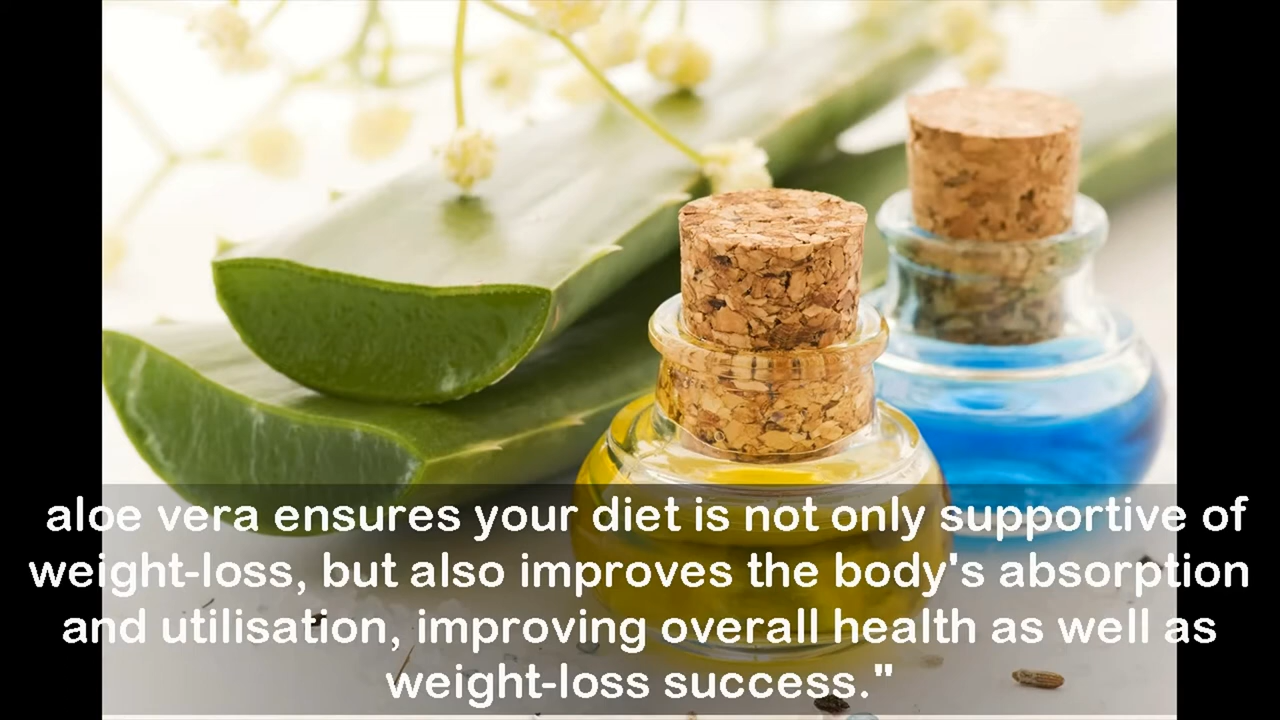 aloe vera ensures your diet is not only supportive of
weight-loss, but also improves the body's absorption
and utilisation, improving overall health as well as
weight-loss success."